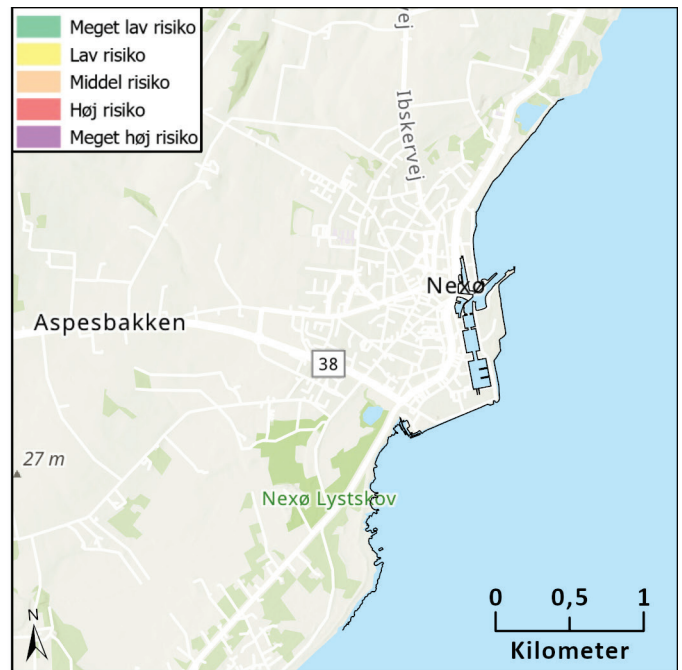 Meget lav risiko
Lav risiko
Middel risiko
Høj risiko
Meget høj risiko
vej
Ibskervej
Nexø
Aspesbakken
38
27 m
Nexø Lystskov
N
0 0,5 1
Kilometer